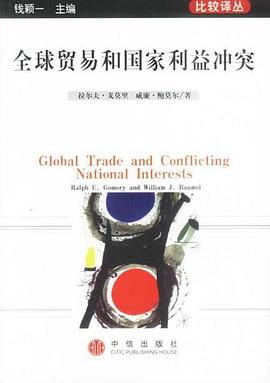 钱颖一 主编
比较译丛
全球贸易和国家利益冲突
拉尔夫·戈莫里 威廉·鲍莫尔/著
Global Trade and Conflicting
National Interests
Ralph E. Gomory and William J. Baumol
中信出版社
CITIC PUBLISHING HOUSE